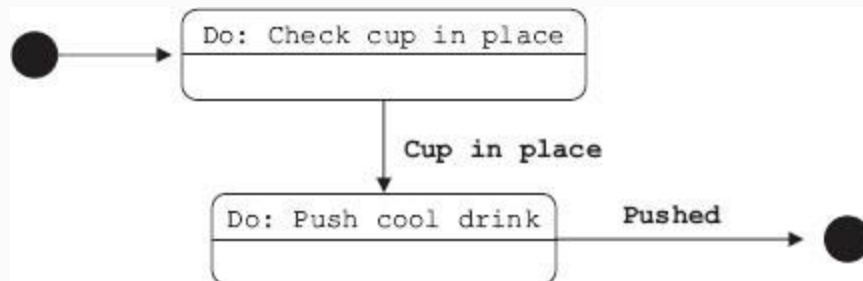 Do: Check cup in place
Cup in place
Do: Push cool drink
Pushed